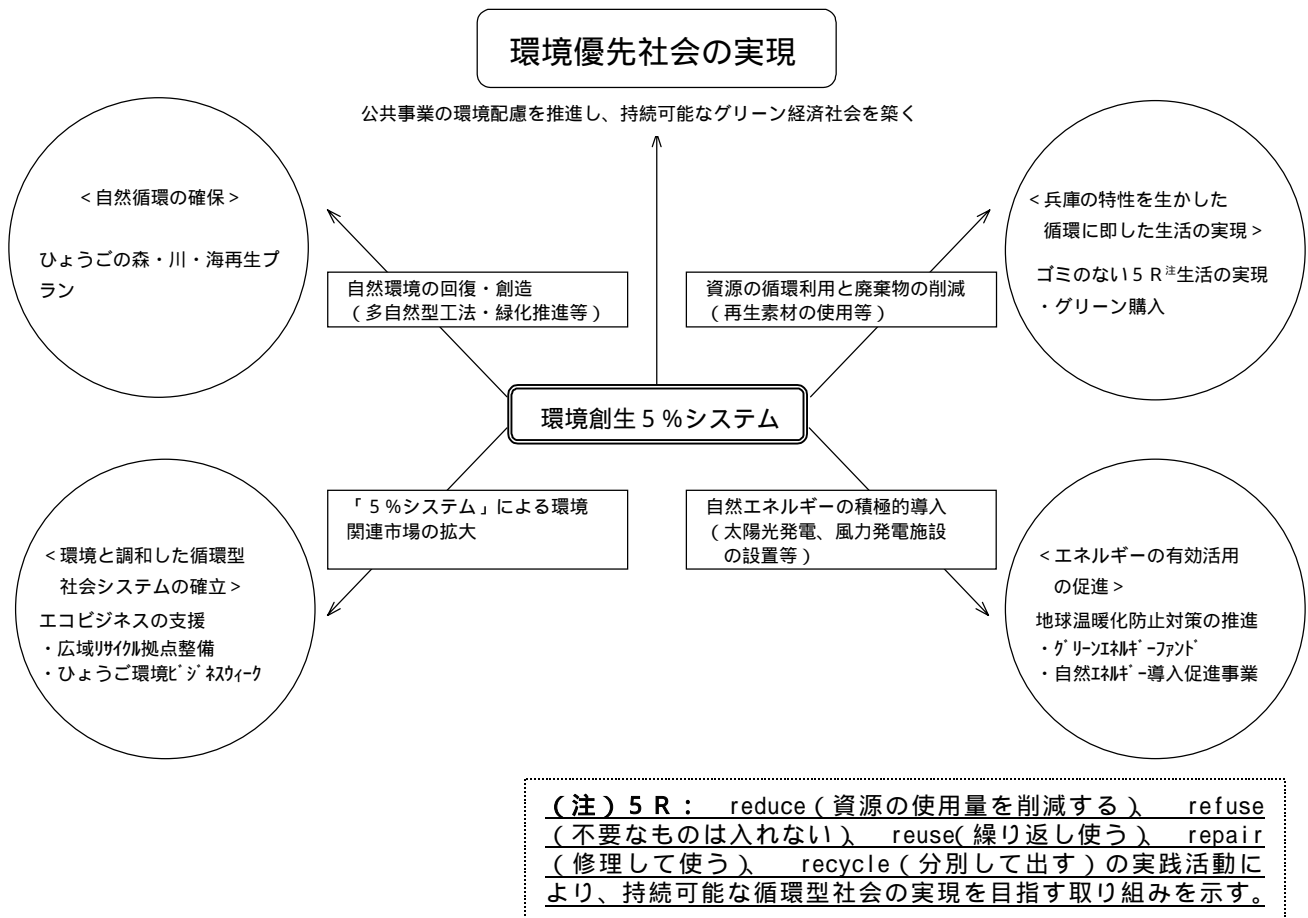 環境優先社会の実現
公共事業の環境配慮を推進し、持続可能なグリーン経済社会を築く
<自然循環の確保>
ひょうごの森・川・海再生プ
ラン
自然環境の回復・創造
(多自然型工法・緑化推進等)
資源の循環利用と廃棄物の削減
(再生素材の使用等)
<兵庫の特性を生かした
循環に即した生活の実現>
ゴミのない5R注生活の実現
・グリーン購入
環境創生5%システム
<環境と調和した循環型
社会システムの確立>
エコビジネスの支援
・広域ﾘｻｲｸﾙ拠点整備
・ひょうご環境ﾋﾞｼﾞﾈｽｳｨｰｸ
「5%システム」による環境
関連市場の拡大
自然エネルギーの積極的導入
(太陽光発電、風力発電施設
の設置等)
<エネルギーの有効活用
の促進>
地球温暖化防止対策の推進
・ｸﾞﾘｰﾝｴﾈﾙｷﾞｰﾌｧﾝﾄﾞ
・自然ｴﾈﾙｷﾞｰ導入促進事業
(注)5R: reduce(資源の使用量を削減する)、 refuse
(不要なものは入れない)、 reuse(繰り返し使う)、 repair
(修理して使う)、 recycle(分別して出す)の実践活動に
より、持続可能な循環型社会の実現を目指す取り組みを示す。